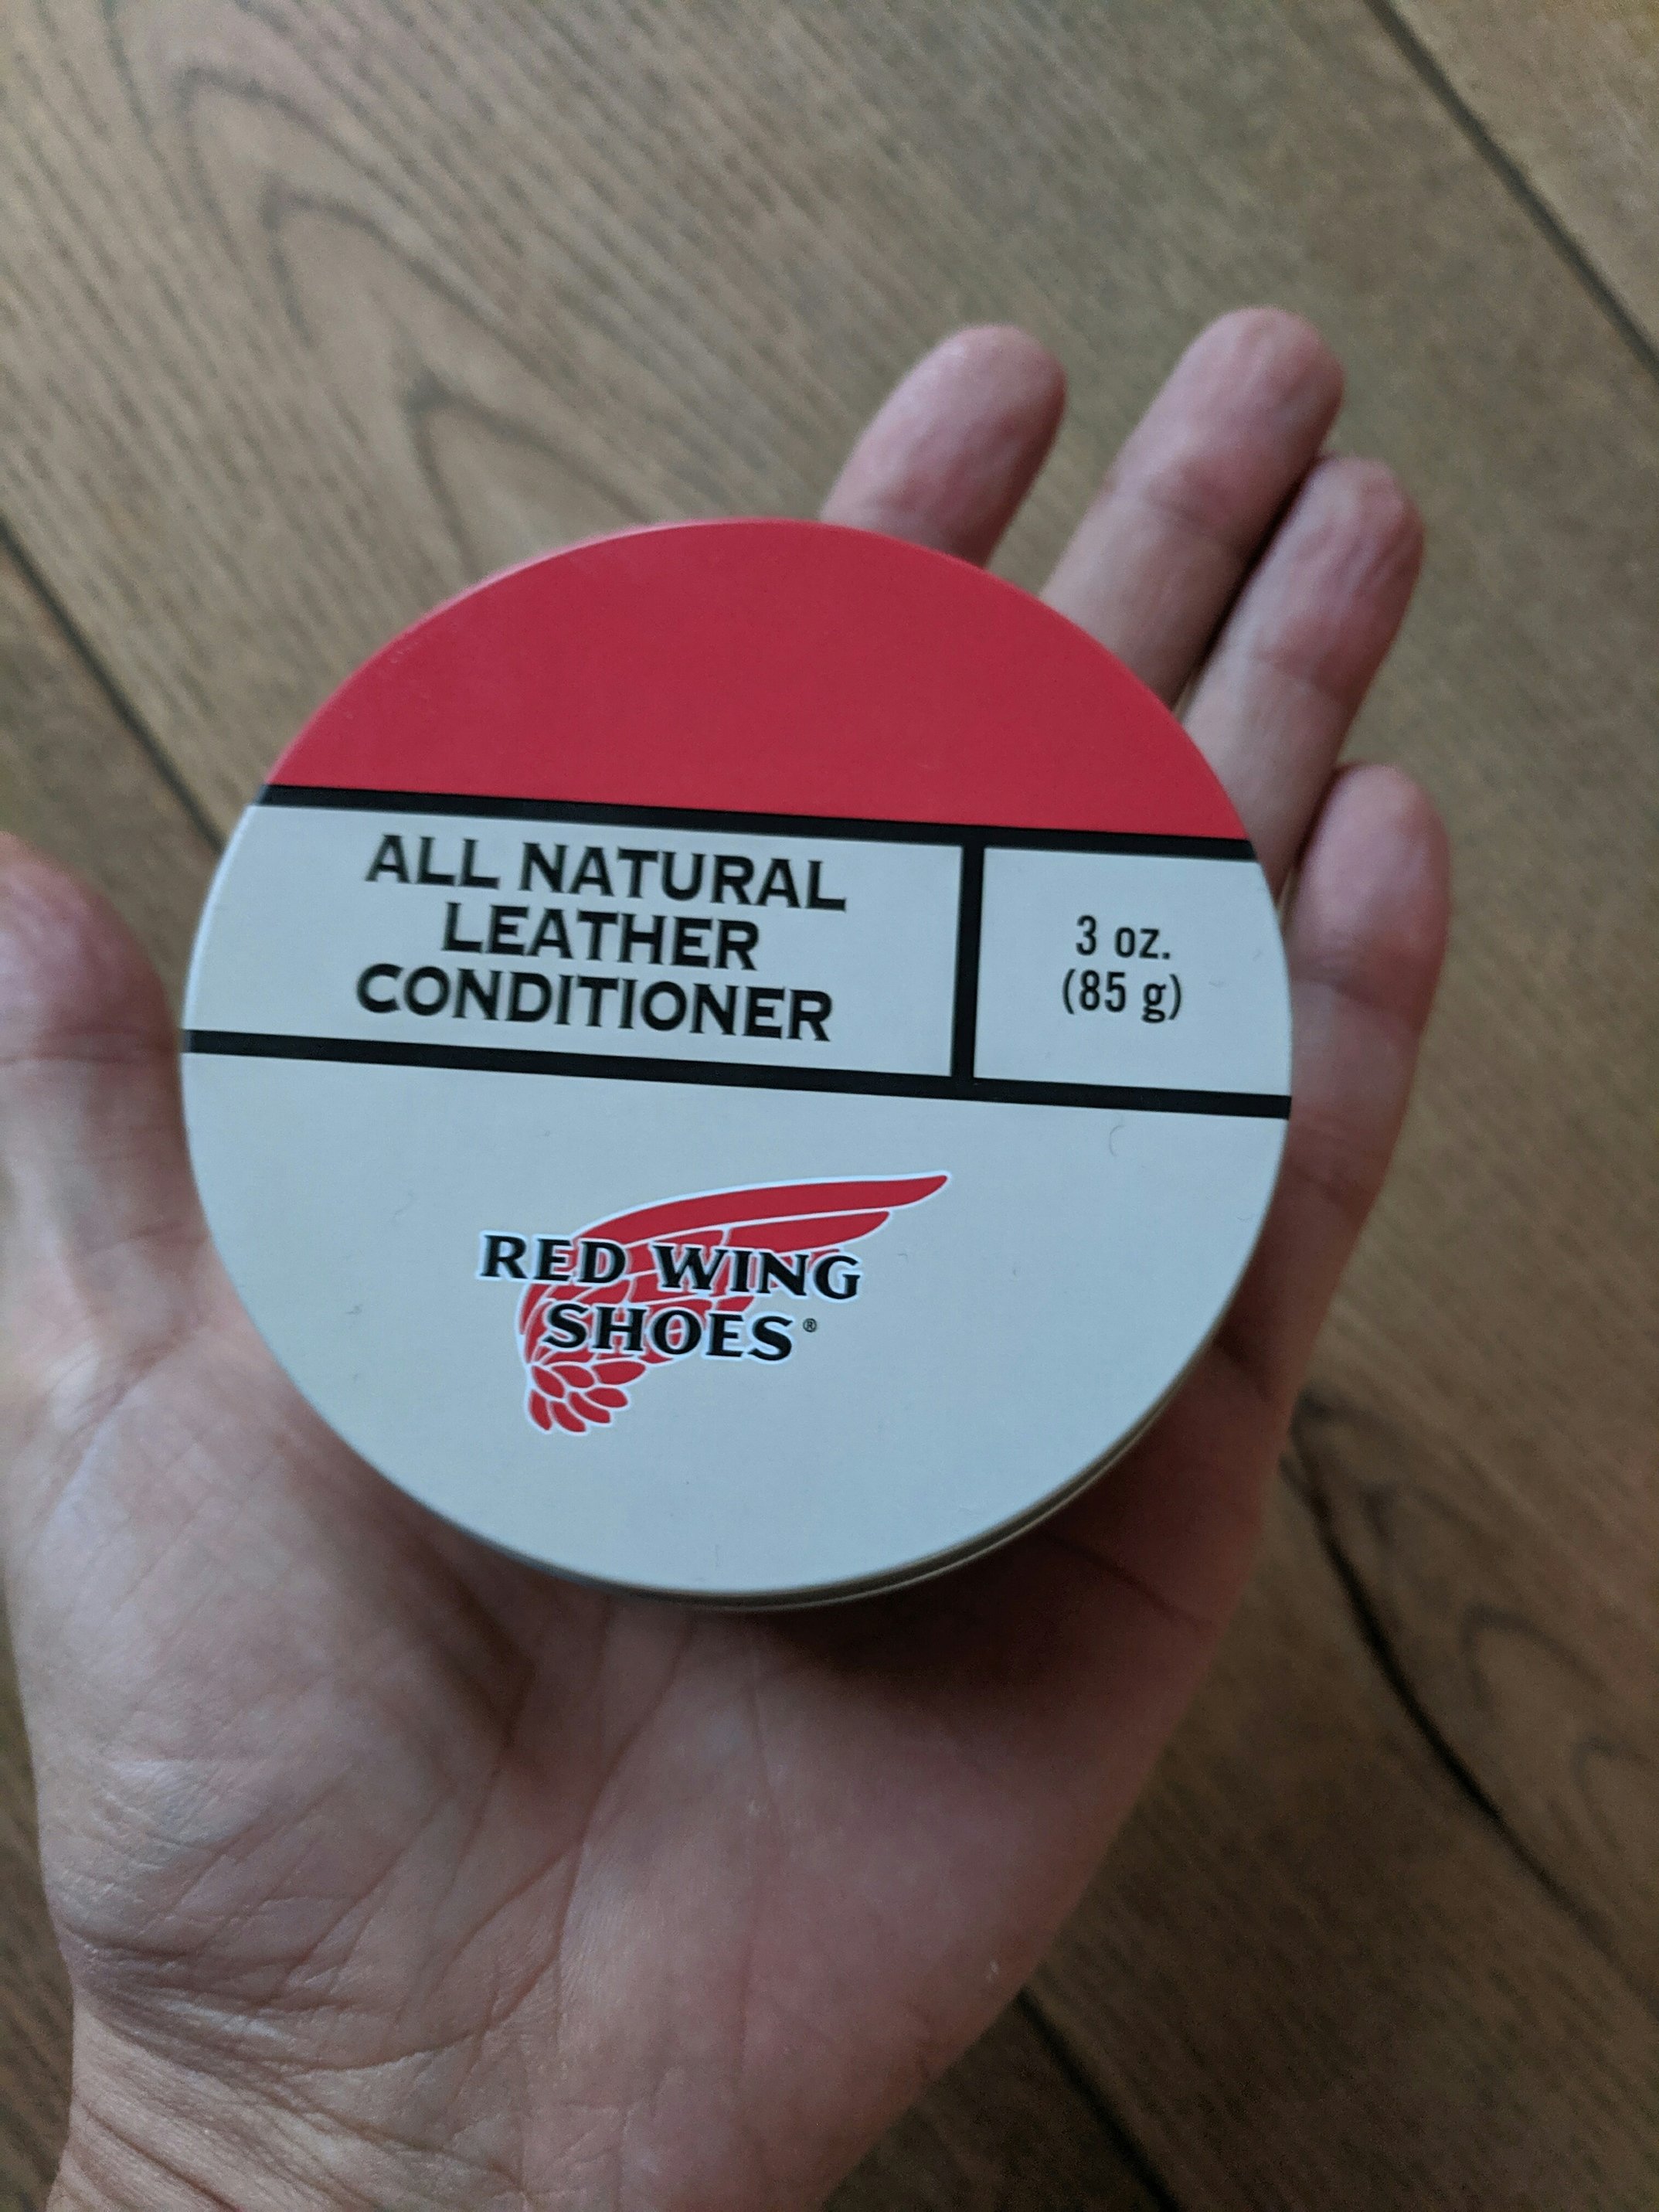 ALL NATURAL
LEATHER
CONDITIONER
3 oz.
(85 g)
RED WING
SHOES®